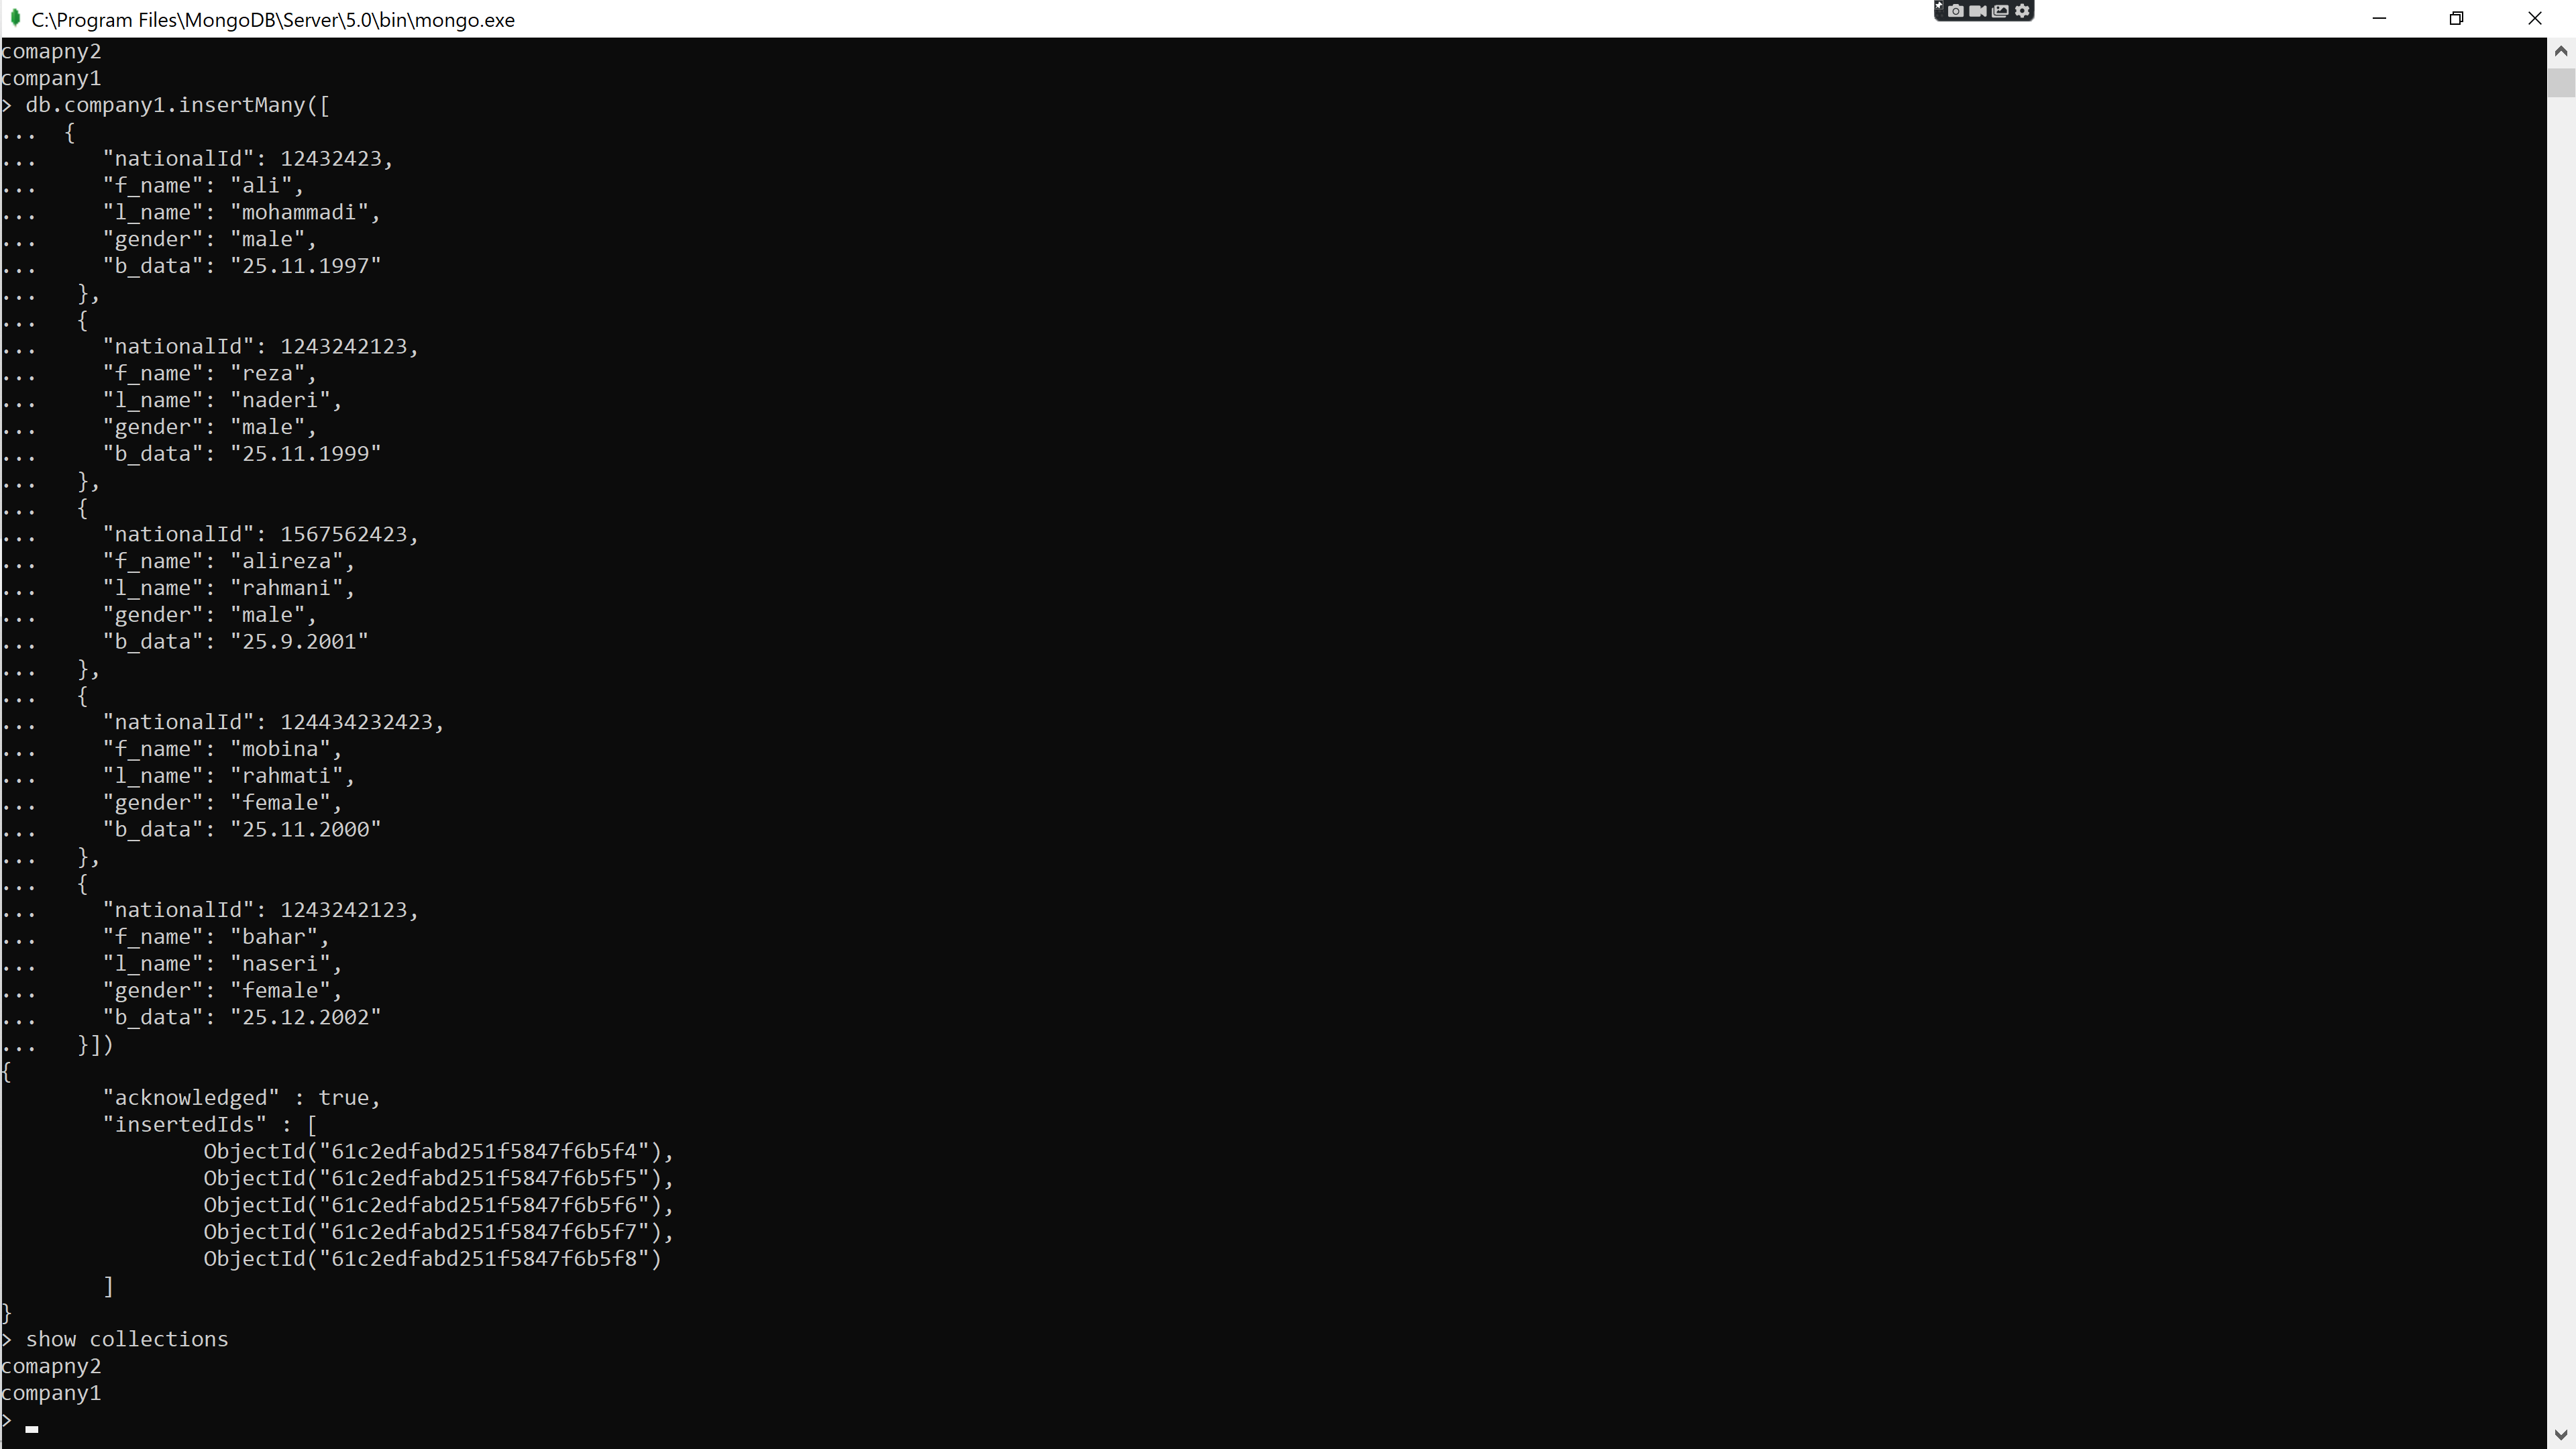 C:\Program Files\MongoDB\Server\5.0\bin\mongo.exe
comapny2
company1
> db.company1.insertMany([
...  {
...     "nationalId": 12432423,
...     "f_name": "ali",
...     "l_name": "mohammadi",
...     "gender": "male",
...     "b_data": "25.11.1997"
...   },
...   {
...     "nationalId": 1243242123,
...     "f_name": "reza",
...     "l_name": "naderi",
...     "gender": "male",
...     "b_data": "25.11.1999"
...   },
...   {
...     "nationalId": 1567562423,
...     "f_name": "alireza",
...     "l_name": "rahmani",
...     "gender": "male",
...     "b_data": "25.9.2001"
...   },
...   {
...     "nationalId": 124434232423,
...     "f_name": "mobina",
...     "l_name": "rahmati",
...     "gender": "female",
...     "b_data": "25.11.2000"
...   },
...   {
...     "nationalId": 1243242123,
...     "f_name": "bahar",
...     "l_name": "naseri",
...     "gender": "female",
...     "b_data": "25.12.2002"
...   }])
{
        "acknowledged" : true,
        "insertedIds" : [
                ObjectId("61c2edfabd251f5847f6b5f4"),
                ObjectId("61c2edfabd251f5847f6b5f5"),
                ObjectId("61c2edfabd251f5847f6b5f6"),
                ObjectId("61c2edfabd251f5847f6b5f7"),
                ObjectId("61c2edfabd251f5847f6b5f8")
        ]
}
> show collections
comapny2
company1
>